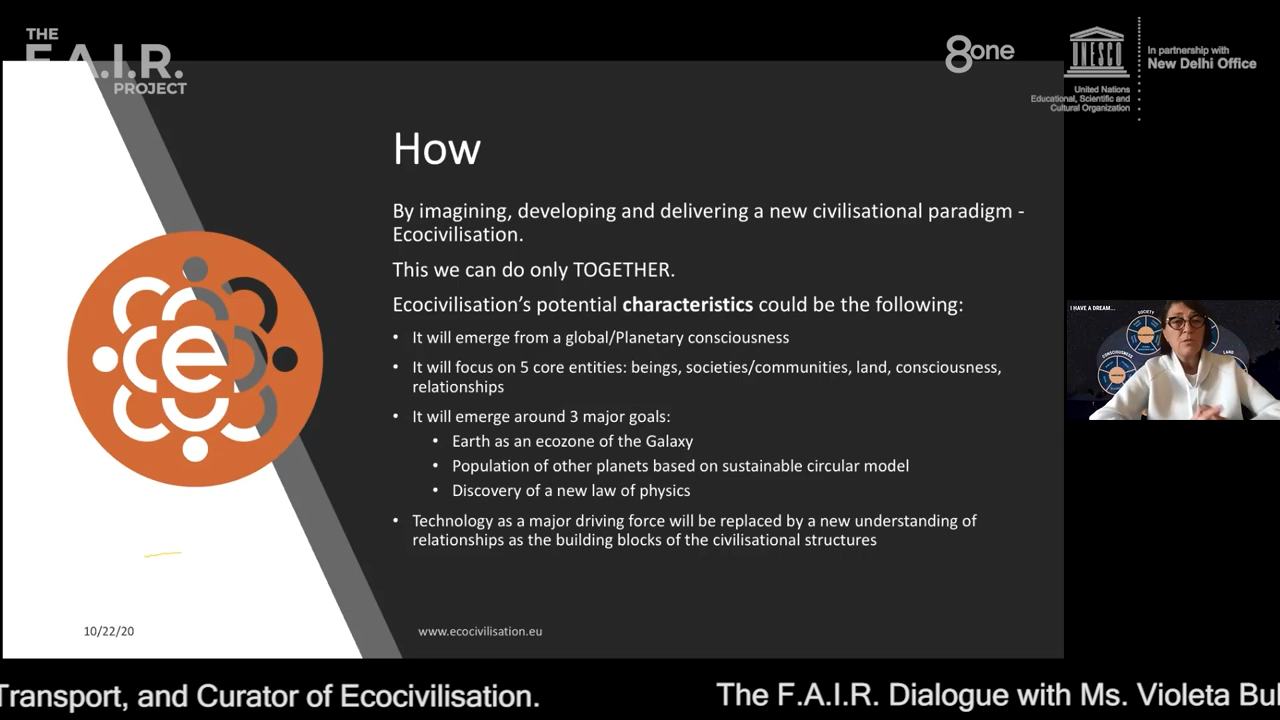 THE
F.A.I.R.
PROJECT
8one
UNESCO
United Nations
Educational, Scientific and
Cultural Organization
In partnership with
New Delhi Office
How
By imagining, developing and delivering a new civilisational paradigm -
Ecocivilisation.
This we can do only TOGETHER.
Ecocivilisation's potential characteristics could be the following:
• It will emerge from a global/Planetary consciousness
• It will focus on 5 core entities: beings, societies/communities, land, consciousness,
relationships
• It will emerge around 3 major goals:
• Earth as an ecozone of the Galaxy
• Population of other planets based on sustainable circular model
• Discovery of a new law of physics
• Technology as a major driving force will be replaced by a new understanding of
relationships as the building blocks of the civilisational structures
e
10/22/20
www.ecocivilisation.eu
I HAVE A DREAM...
SOCIETY
CONSCIOUSNESS
LAND
Transport, and Curator of Ecocivilisation.
The F.A.I.R. Dialogue with Ms. Violeta Bul